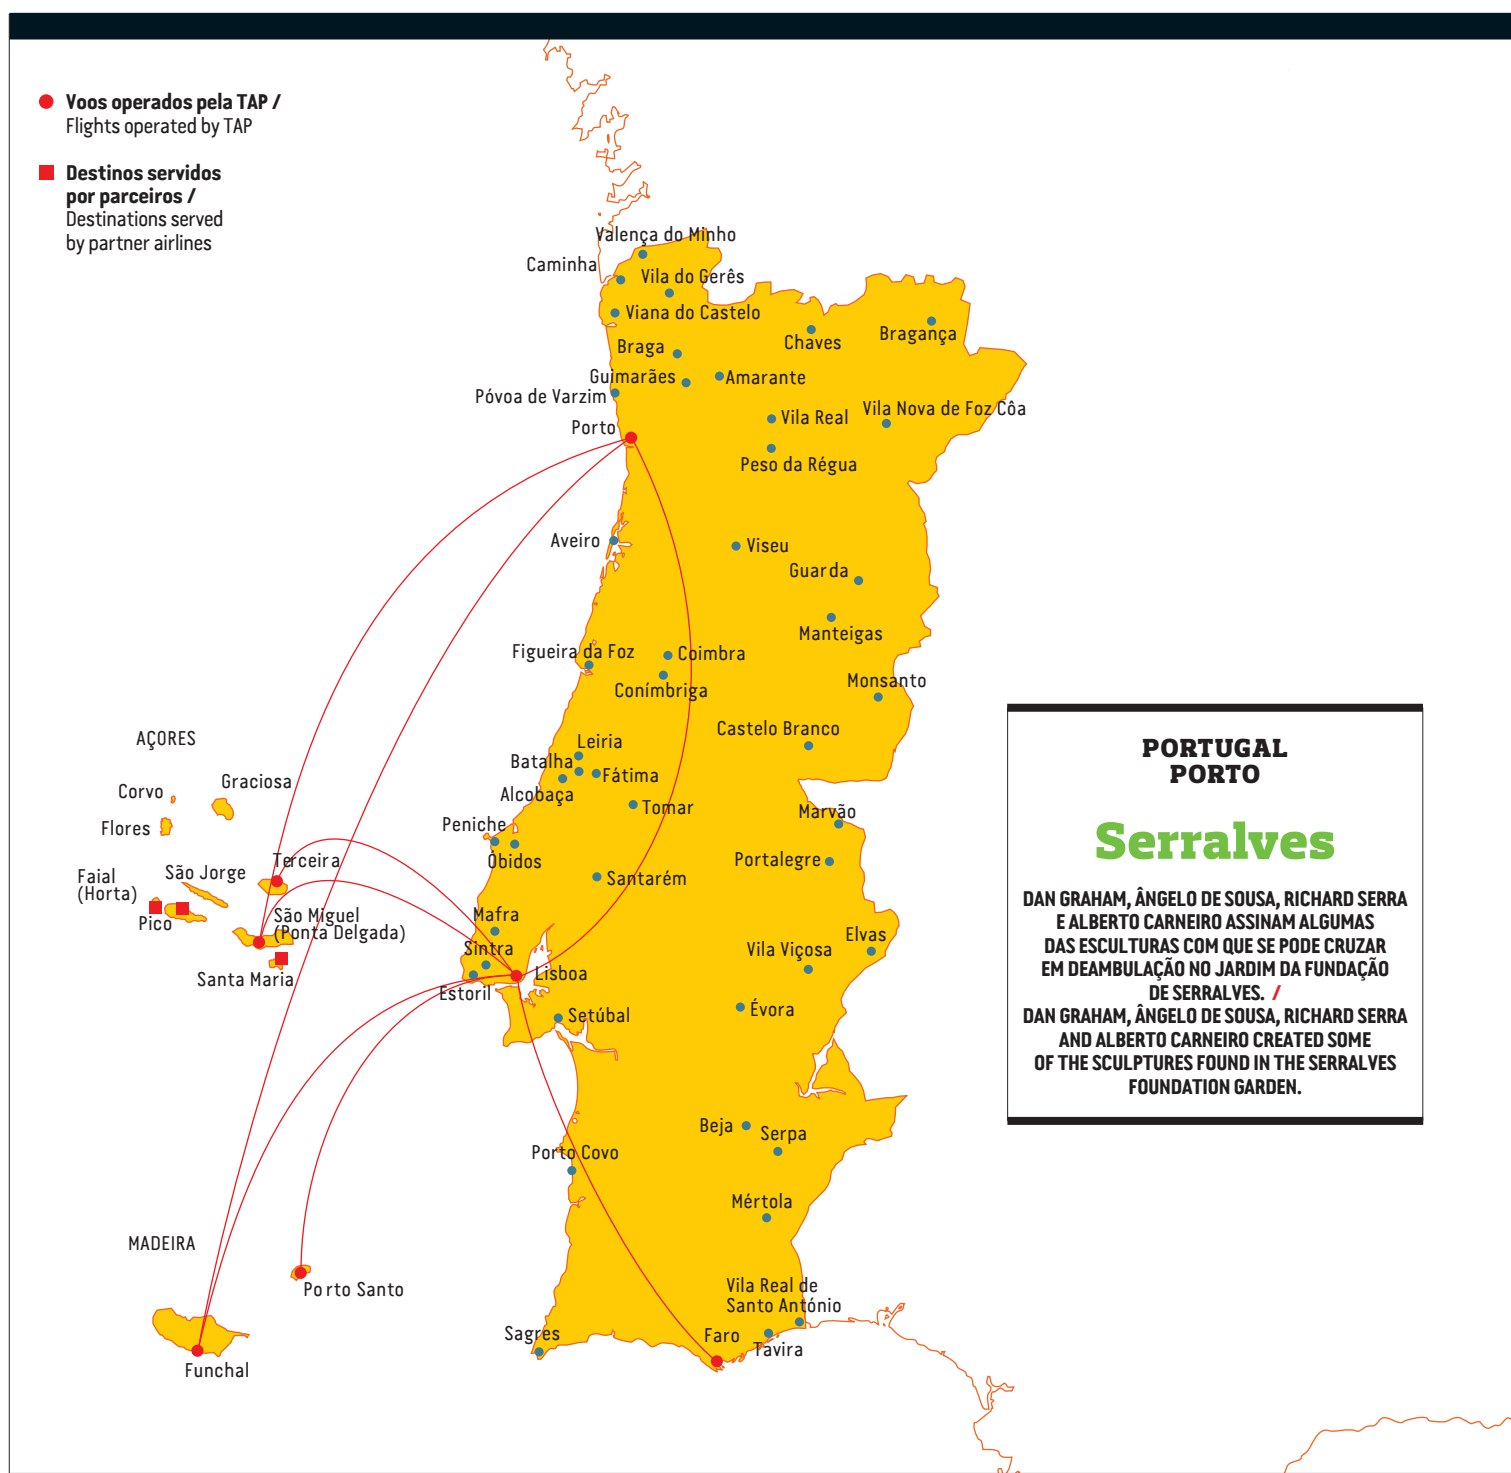 Voos operados pela TAP /
Flights operated by TAP
Destinos servidos
por parceiros /
Destinations served
by partner airlines
Valença do Minho
Caminha
Vila do Gerês
Viana do Castelo
Chaves
Bragança
Braga
Guimarães
Amarante
Póvoa de Varzim
Vila Real
Vila Nova de Foz Côa
Porto
Peso da Régua
Aveiro
Viseu
Guarda
Manteigas
Figueira da Foz
Coimbra
Conímbriga
Monsanto
Castelo Branco
Leiria
Batalha
Fátima
Alcobaça
Tomar
Marvão
Peniche
Óbidos
Portalegre
Santarém
Mafra
Sintra
Elvas
Vila Viçosa
Lisboa
Estoril
Évora
Setúbal
Beja
Serpa
Porto Covo
Mértola
Vila Real de
Santo António
Sagres
Faro
Tavira
AÇORES
Corvo
Graciosa
Flores
Terceira
Faial
(Horta)
São Jorge
Pico
São Miguel
(Ponta Delgada)
Santa Maria
MADEIRA
Porto Santo
Funchal
PORTUGAL
PORTO
Serralves
DAN GRAHAM, ÂNGELO DE SOUSA, RICHARD SERRA
E ALBERTO CARNEIRO ASSINAM ALGUMAS
DAS ESCULTURAS COM QUE SE PODE CRUZAR
EM DEAMBULAÇÃO NO JARDIM DA FUNDAÇÃO
DE SERRALVES. /
DAN GRAHAM, ÂNGELO DE SOUSA, RICHARD SERRA
AND ALBERTO CARNEIRO CREATED SOME
OF THE SCULPTURES FOUND IN THE SERRALVES
FOUNDATION GARDEN.